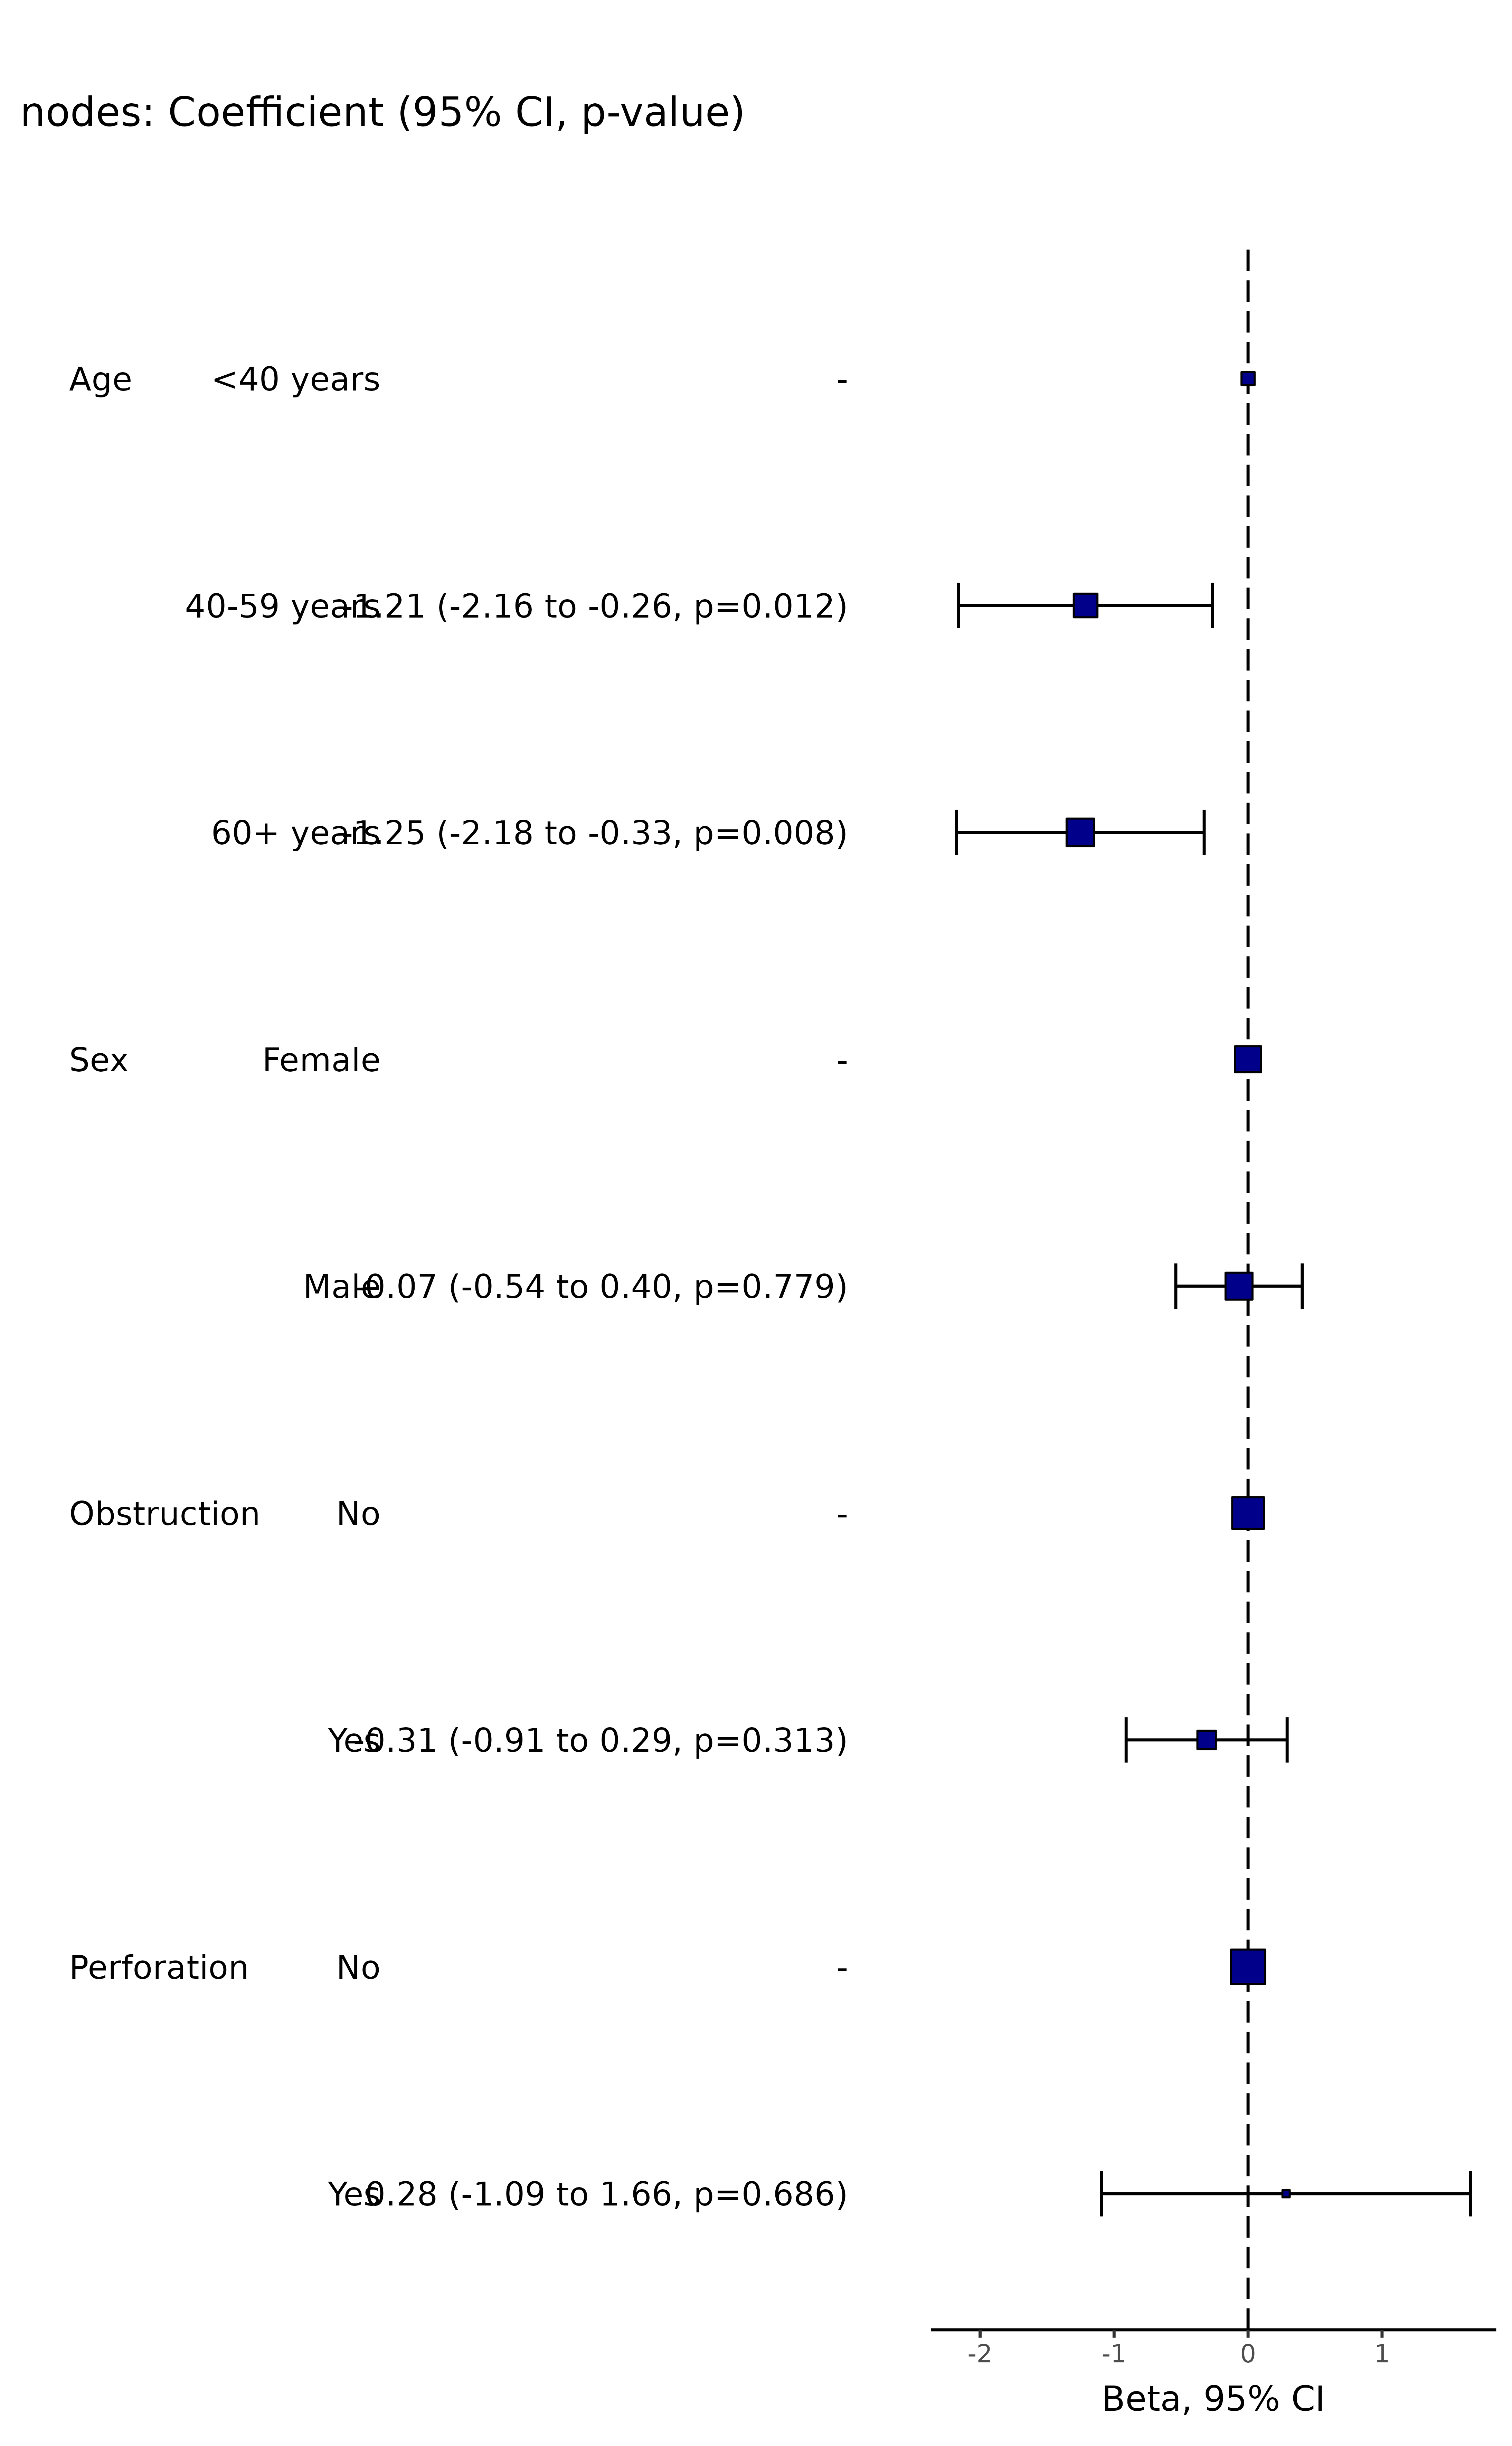 nodes: Coefficient (95% CI, p-value)
Age <40 years -
40-59 years -1.21 (-2.16 to -0.26, p=0.012)
60+ years -1.25 (-2.18 to -0.33, p=0.008)
Sex Female -
Male -0.07 (-0.54 to 0.40, p=0.779)
Obstruction No -
Yes -0.31 (-0.91 to 0.29, p=0.313)
Perforation No -
Yes 0.28 (-1.09 to 1.66, p=0.686)
-2 -1 0 1
Beta, 95% CI